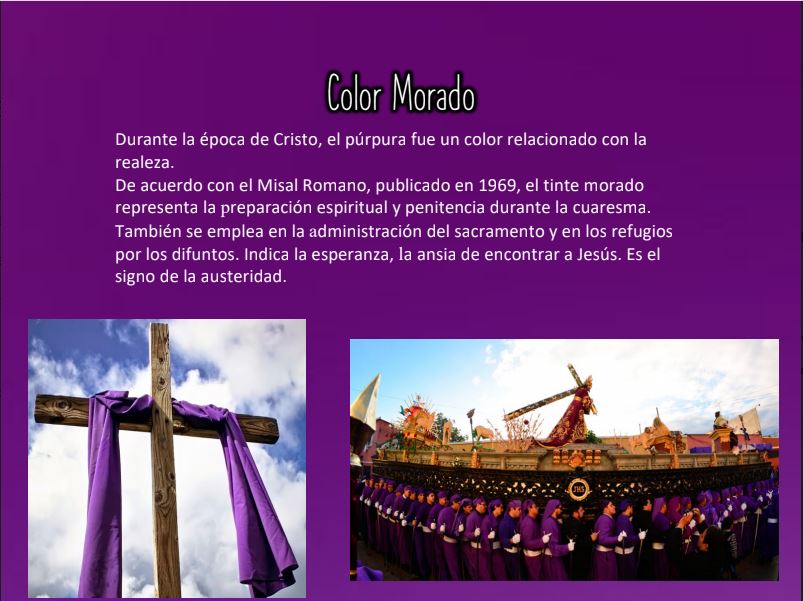 Color Morado
Durante la época de Cristo, el púrpura fue un color relacionado con la
realeza.
De acuerdo con el Misal Romano, publicado en 1969, el tinte morado
representa la preparación espiritual y penitencia durante la cuaresma.
También se emplea en la administración del sacramento y en los refugios
por los difuntos. Indica la esperanza, la ansia de encontrar a Jesús. Es el
signo de la austeridad.
JHS